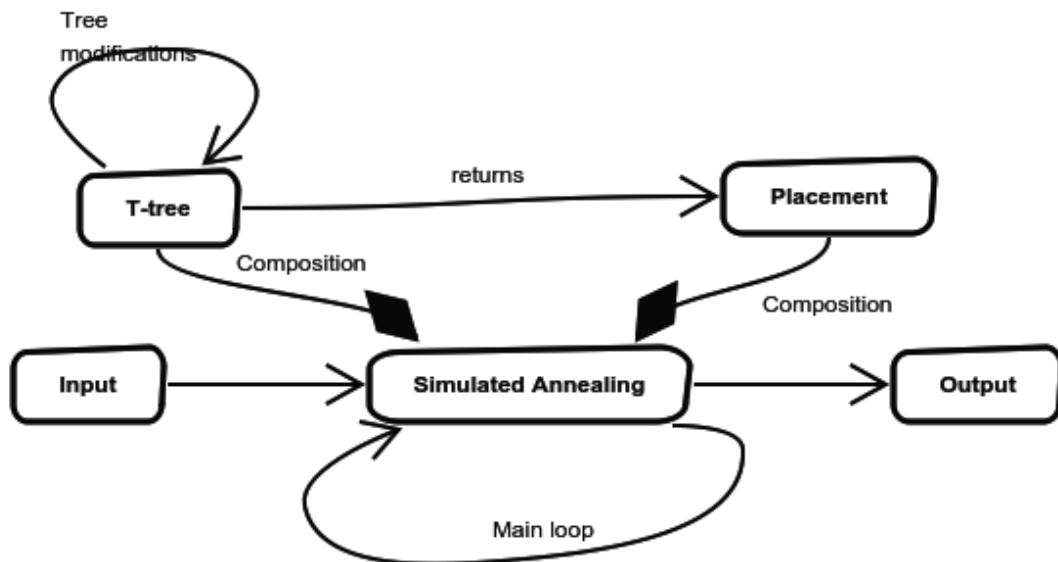 Tree
modifications
returns
T-tree
Placement
Composition
Composition
Input
Simulated Annealing
Output
Main loop